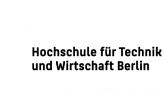 Hochschule für Technik
und Wirtschaft Berlin